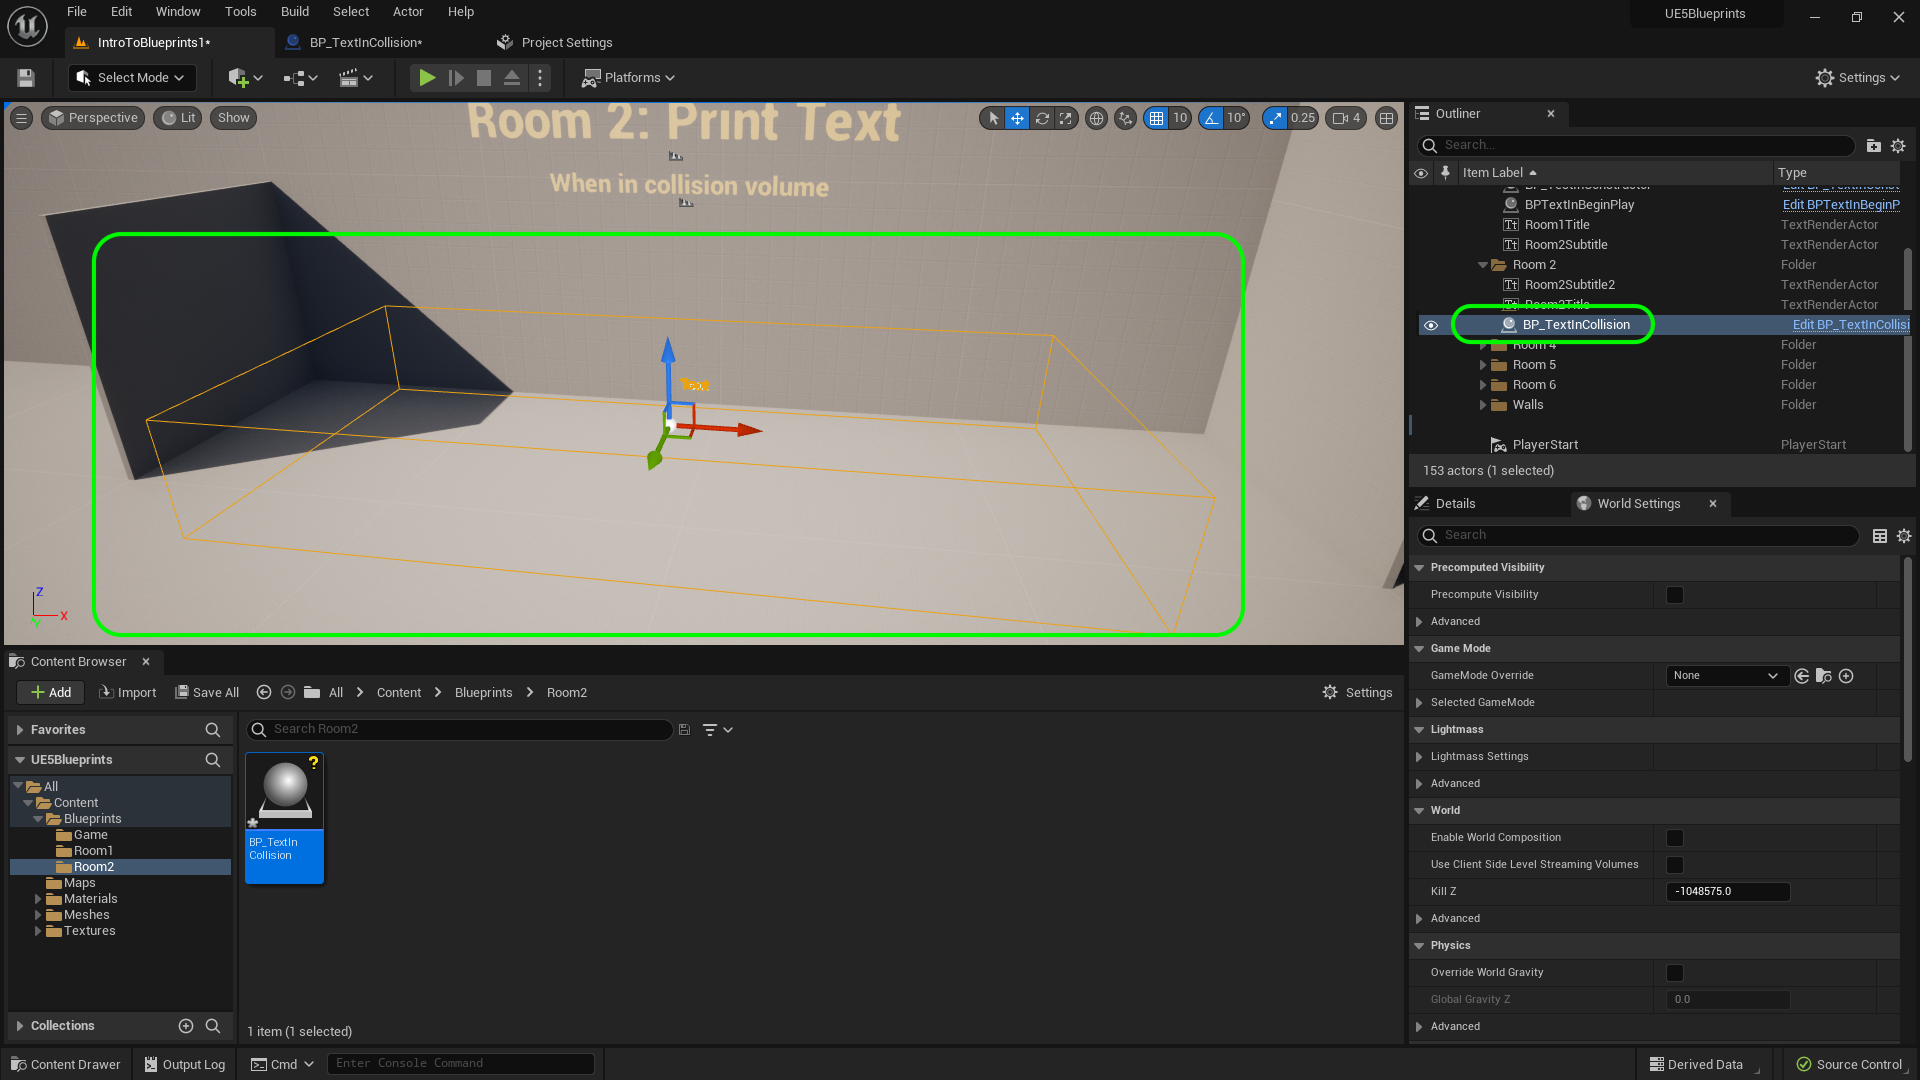 File Edit Window Tools Build Select Actor Help
UE5Blueprints
IntroToBlueprints1*
BP_TextInCollision*
Project Settings
Select Mode
Platforms
Settings
Perspective
Lit
Show
10
10°
0.25
4
Room 2: Print Text
When in collision volume
Text
Z
X
Y
Outliner
Search...
Item Label
Type
BPTextInBeginPlay
Edit BPTextInBeginP
Room1Title
TextRenderActor
Room2Subtitle
TextRenderActor
Room 2
Folder
Room2Subtitle2
TextRenderActor
Room2Title
TextRenderActor
BP_TextInCollision
Edit BP_TextInCollisi
Room 4
Folder
Room 5
Folder
Room 6
Folder
Walls
Folder
PlayerStart
PlayerStart
153 actors (1 selected)
Details
World Settings
Search
Precomputed Visibility
Precompute Visibility
Advanced
Game Mode
GameMode Override
None
Selected GameMode
Lightmass
Lightmass Settings
Advanced
World
Enable World Composition
Use Client Side Level Streaming Volumes
Kill Z
-1048575.0
Advanced
Physics
Override World Gravity
Global Gravity Z
0.0
Advanced
Content Browser
Add
Import
Save All
All
Content
Blueprints
Room2
Settings
Favorites
UE5Blueprints
All
Content
Blueprints
Game
Room1
Room2
Maps
Materials
Meshes
Textures
Collections
Search Room2
?
BP_TextIn
Collision
1 item (1 selected)
Content Drawer
Output Log
Cmd
Enter Console Command
Derived Data
Source Control